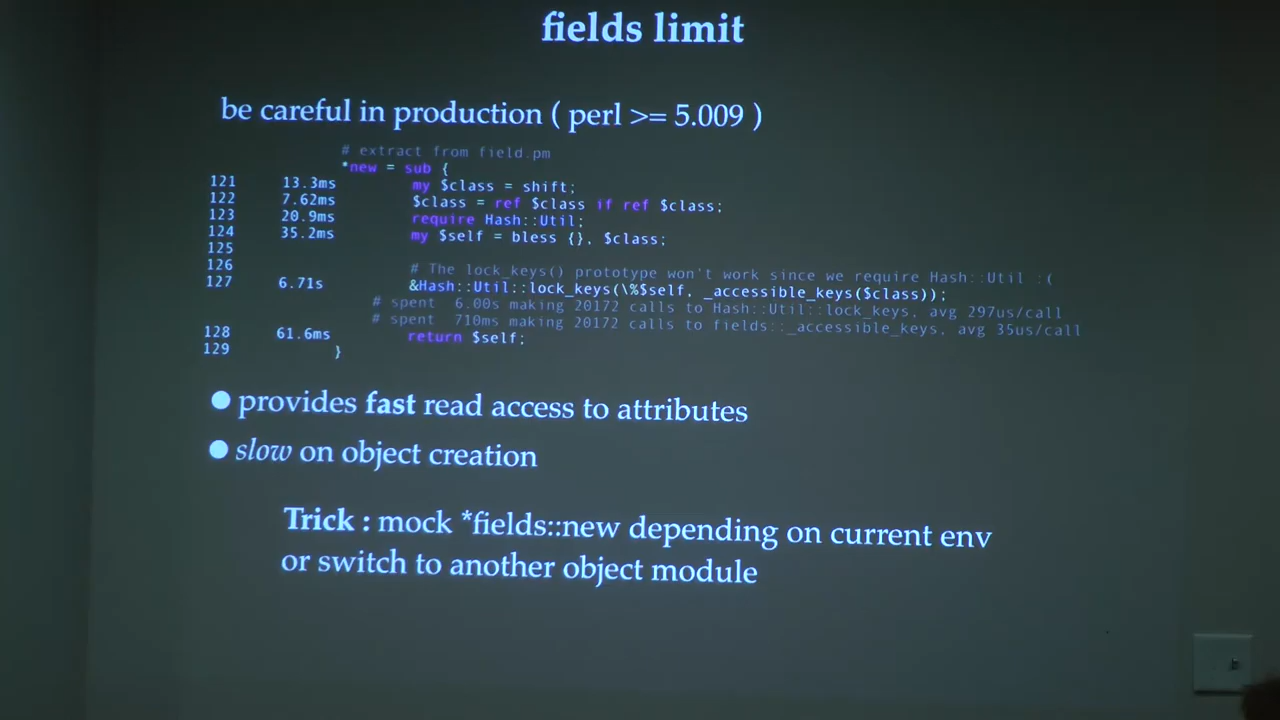 fields limit
be careful in production ( perl >= 5.009 )
# extract from field.pm
*new = sub {
121 13.3ms my $class = shift;
122 7.62ms $class = ref $class if ref $class;
123 20.9ms require Hash::Util;
124 35.2ms my $self = bless {}, $class;
125
126 # The lock_keys() prototype won't work since we require Hash::Util :(
127 6.71s &Hash::Util::lock_keys(\%$self, _accessible_keys($class));
# spent 6.00s making 20172 calls to Hash::Util::lock_keys, avg 297us/call
# spent 710ms making 20172 calls to fields::_accessible_keys, avg 35us/call
128 61.6ms return $self;
129 }
● provides fast read access to attributes
● slow on object creation
Trick : mock *fields::new depending on current env
or switch to another object module